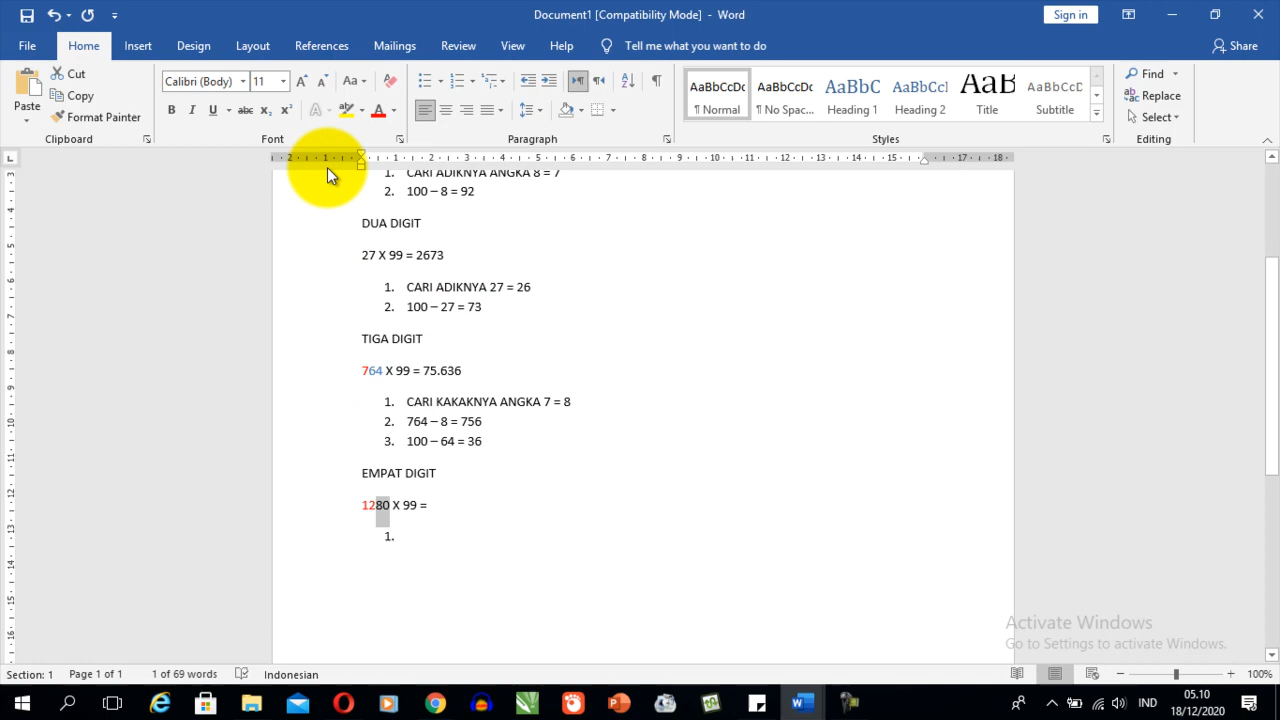 Document1 [Compatibility Mode] - Word
Sign in
File
Home
Insert
Design
Layout
References
Mailings
Review
View
Help
Tell me what you want to do
Share
Paste
Cut
Copy
Format Painter
Clipboard
Calibri (Body)
11
Font
Paragraph
AaBbCcDc
¶ Normal
AaBbCcDc
¶ No Spac...
AaBbC
Heading 1
AaBbCcl
Heading 2
AaB
Title
AaBbCcC
Subtitle
Styles
Find
Replace
Select
Editing
1. CARI ADIKNYA ANGKA 8 = 7
2. 100 – 8 = 92
DUA DIGIT
27 X 99 = 2673
1. CARI ADIKNYA 27 = 26
2. 100 – 27 = 73
TIGA DIGIT
764 X 99 = 75.636
1. CARI KAKAKNYA ANGKA 7 = 8
2. 764 – 8 = 756
3. 100 – 64 = 36
EMPAT DIGIT
1280 X 99 =
1.
Activate Windows
Go to Settings to activate Windows.
Section: 1
Page 1 of 1
1 of 69 words
Indonesian
100%
IND
05.10
18/12/2020